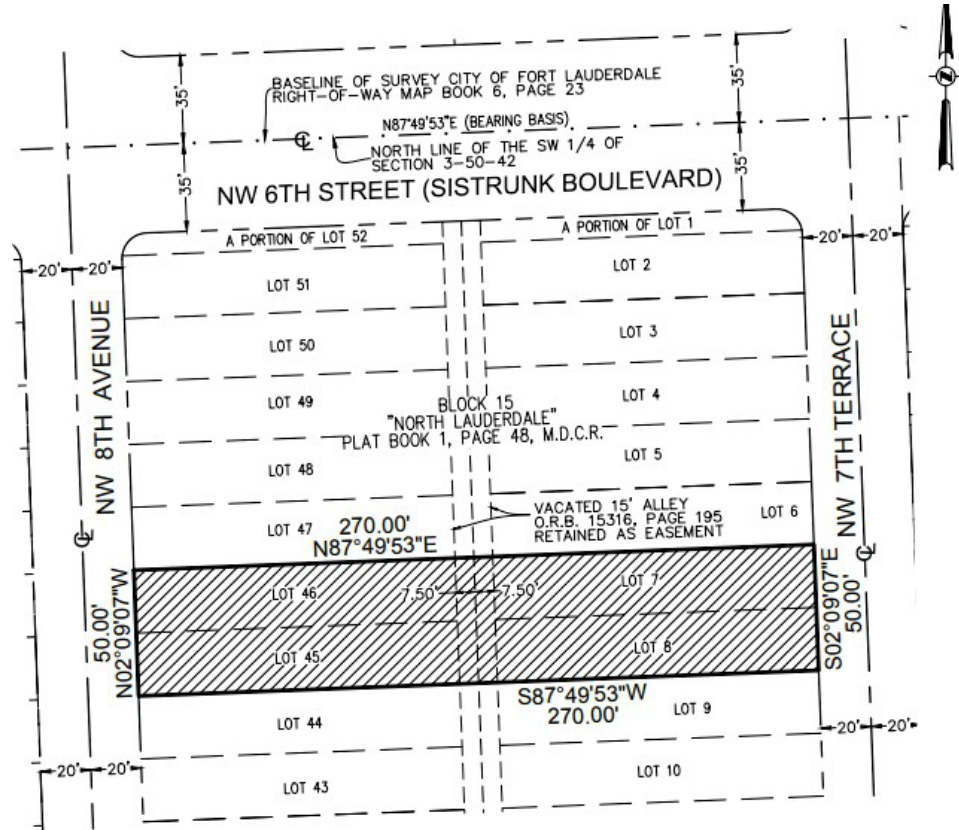 35'
35'
BASELINE OF SURVEY CITY OF FORT LAUDERDALE
RIGHT-OF-WAY MAP BOOK 6, PAGE 23
N87°49'53"E (BEARING BASIS)
NORTH LINE OF THE SW 1/4 OF
SECTION 3-50-42
35'
35'
NW 6TH STREET (SISTRUNK BOULEVARD)
A PORTION OF LOT 52
A PORTION OF LOT 1
20'
20'
20'
20'
LOT 51
LOT 2
LOT 50
LOT 3
LOT 49
LOT 4
BLOCK 15
"NORTH LAUDERDALE"
PLAT BOOK 1, PAGE 48, M.D.C.R.
LOT 48
LOT 5
NW 8TH AVENUE
NW 7TH TERRACE
LOT 47
VACATED 15' ALLEY
O.R.B. 15316, PAGE 195
RETAINED AS EASEMENT
LOT 6
270.00'
N87°49'53"E
50.00'
N02°09'07"W
LOT 46
7.50'
7.50'
LOT 7
S02°09'07"E
50.00'
LOT 45
LOT 8
S87°49'53"W
270.00'
LOT 44
LOT 9
20'
20'
20'
20'
LOT 43
LOT 10